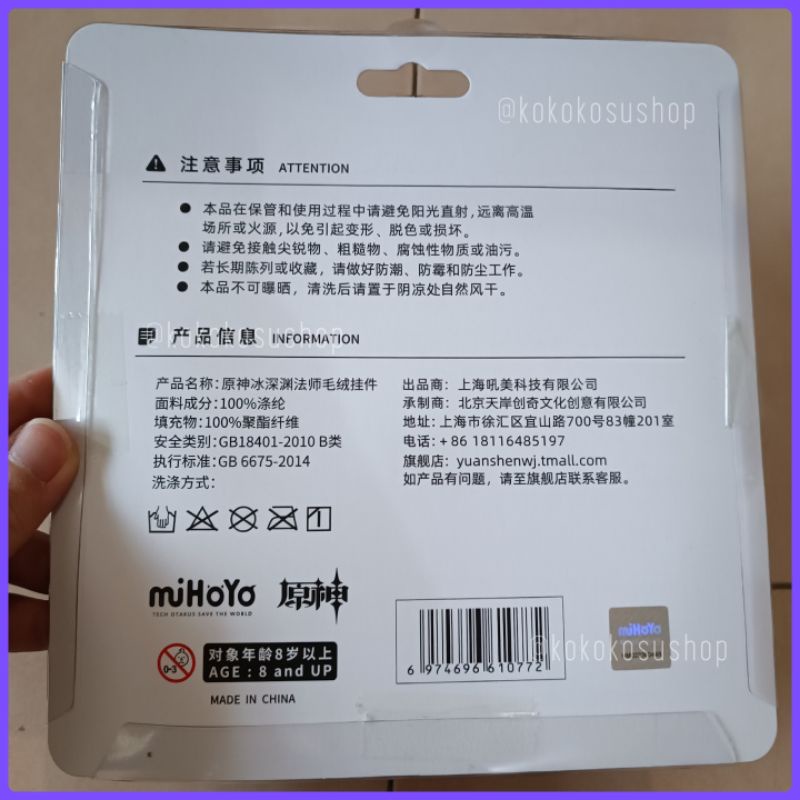 @kokokosushop
注意事项 ATTENTION
● 本品在保管和使用过程中请避免阳光直射,远离高温
场所或火源,以免引起变形、脱色或损坏。
● 请避免接触尖锐物、粗糙物、腐蚀性物质或油污。
● 若长期陈列或收藏,请做好防潮、防霉和防尘工作。
● 本品不可曝晒,清洗后请置于阴凉处自然风干。
@kokokosushop
产品信息 INFORMATION
产品名称:原神冰深渊法师毛绒挂件
面料成分:100%涤纶
填充物:100%聚酯纤维
安全类别:GB18401-2010 B类
执行标准:GB 6675-2014
洗涤方式:
出品商:上海吼美科技有限公司
承制商:北京天岸创奇文化创意有限公司
地址:上海市徐汇区宜山路700号83幢201室
电话:+86 18116485197
旗舰店:yuanshenwj.tmall.com
如产品有问题,请至旗舰店联系客服。
miHoYo
TECH OTAKUS SAVE THE WORLD
原神
0-3
对象年龄8岁以上
AGE : 8 and UP
MADE IN CHINA
6 974696 610772
miHoYo
@kokokosushop